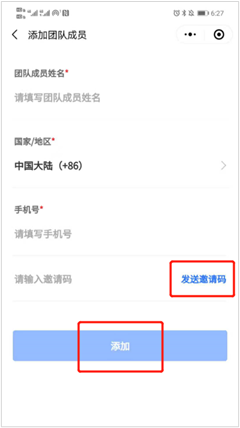 6:27
添加团队成员
团队成员姓名*
请填写团队成员姓名
国家/地区*
中国大陆（+86）
手机号*
请填写手机号
请输入邀请码 发送邀请码
添加